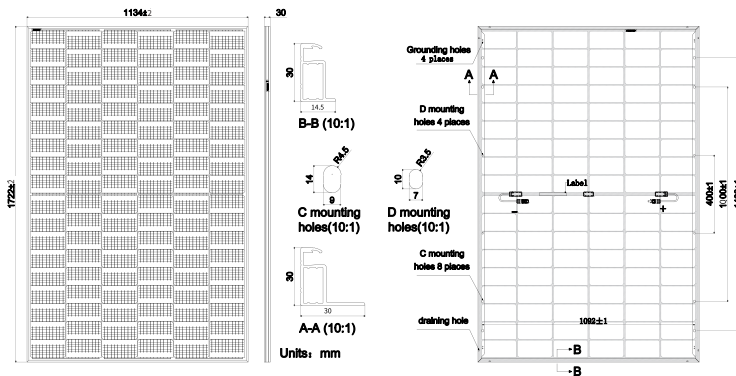 1134±2
30
1722±2
30
14.5
B-B (10:1)
R4.5
14
9
C mounting
holes(10:1)
R3.5
10
7
D mounting
holes(10:1)
30
30
A-A (10:1)
Units: mm
Grounding holes
4 places
A
A
D mounting
holes 4 places
Label
-
+
C mounting
holes 8 places
draining hole
1092±1
B
B
400±1